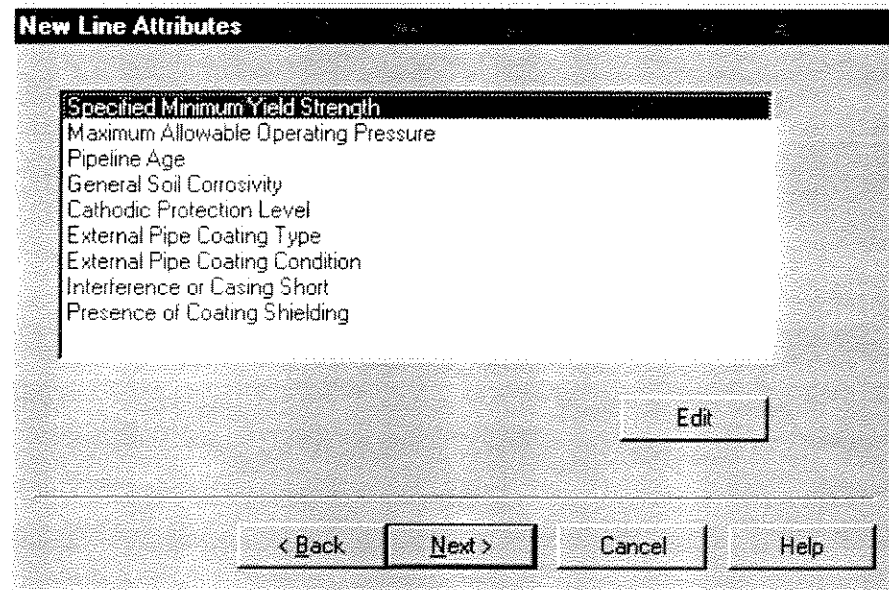 New Line Attributes
Specified Minimum Yield Strength
Maximum Allowable Operating Pressure
Pipeline Age
General Soil Corrosivity
Cathodic Protection Level
External Pipe Coating Type
External Pipe Coating Condition
Interference or Casing Short
Presence of Coating Shielding
Edit
< Back Next > Cancel Help